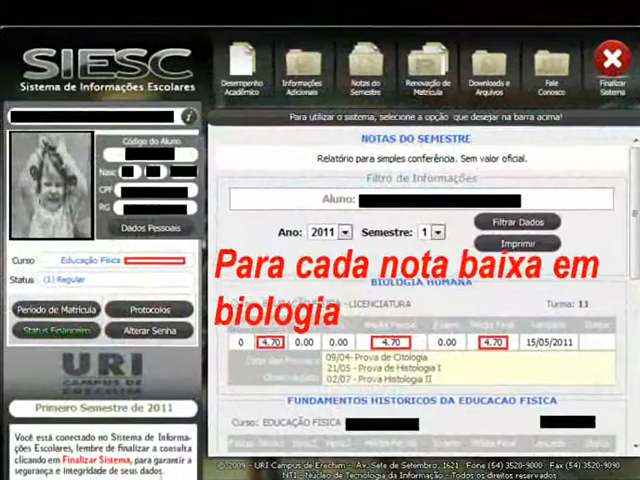 SIESC
Sistema de Informações Escolares
Desempenho Acadêmico
Informações Adicionais
Notas do Semestre
Renovação de Matrícula
Downloads e Arquivos
Fale Conosco
Finalizar Sistema
Para utilizar o sistema, selecione a opção que desejar na barra acima!
Código do Aluno
Nasc
CPF
RG
Dados Pessoais
Curso Educação Física
Status (1) Regular
Período de Matrícula
Protocolos
Status Financeiro
Alterar Senha
URI
CAMPUS DE
ERECHIM
Primeiro Semestre de 2011
Você está conectado no Sistema de Informa-
ções Escolares, lembre de finalizar a consulta
clicando em Finalizar Sistema, para garantir a
segurança e integridade de seus dados.
NOTAS DO SEMESTRE
Relatório para simples conferência. Sem valor oficial.
Filtro de Informações
Aluno:
Ano: 2011 Semestre: 1
Filtrar Dados
Imprimir
Para cada nota baixa em
biologia
BIOLOGIA HUMANA
EDUCAÇÃO FÍSICA - LICENCIATURA Turma: 11
0 4.70 0.00 0.00 4.70 0.00 4.70 15/05/2011
09/04- Prova de Citologia
21/05 - Prova de Histologia I
02/07 - Prova Histologia II
FUNDAMENTOS HISTORICOS DA EDUCACAO FISICA
Curso: EDUCAÇÃO FÍSICA
© 2009 - URI Campus de Erechim - Av. Sete de Setembro, 1621 Fone (54) 3520-9000 Fax (54) 3520-9090
NTI - Núcleo de Tecnologia da Informação - Todos os direitos reservados